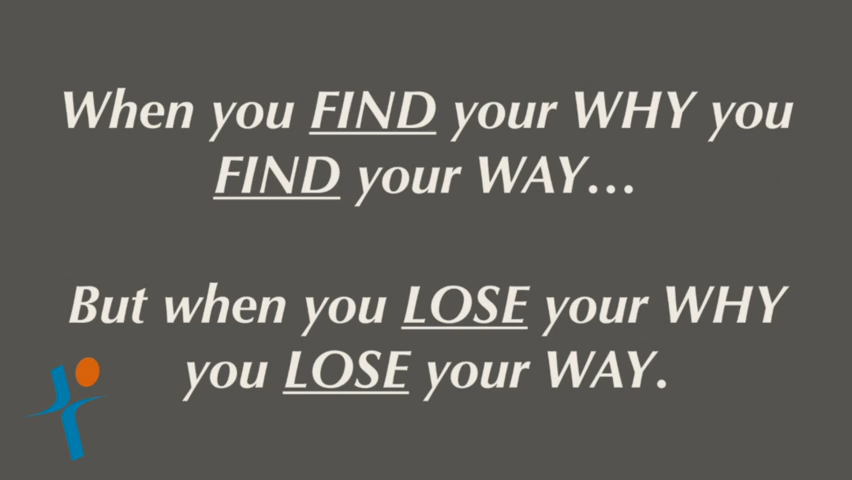 When you FIND your WHY you
FIND your WAY...
But when you LOSE your WHY
you LOSE your WAY.